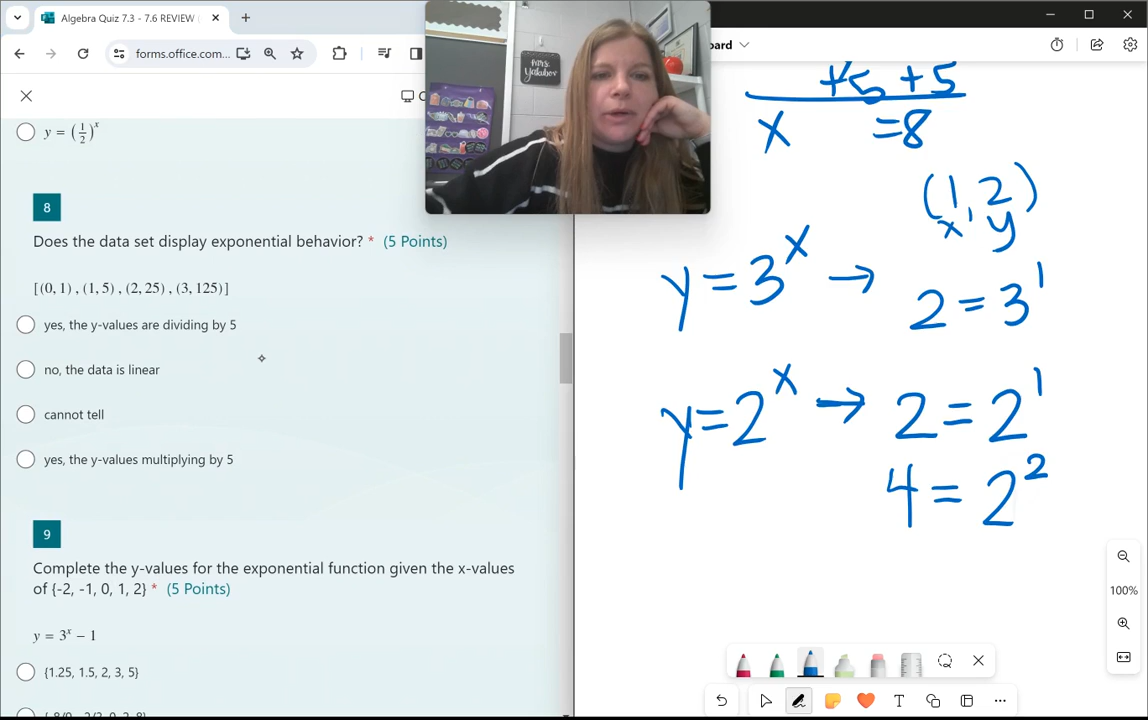 Algebra Quiz 7.3 - 7.6 REVIEW (
forms.office.com...
y = (1/2)^x
8
Does the data set display exponential behavior? * (5 Points)
[(0, 1) , (1, 5) , (2, 25) , (3, 125)]
yes, the y-values are dividing by 5
no, the data is linear
cannot tell
yes, the y-values multiplying by 5
9
Complete the y-values for the exponential function given the x-values
of {-2, -1, 0, 1, 2} * (5 Points)
y = 3^x − 1
{1.25, 1.5, 2, 3, 5}
Mrs.
Yakubov
+5 +5
x =8
(1, 2)
x, y
y=3^x → 2=3^1
y=2^x → 2=2^1
4=2^2
100%